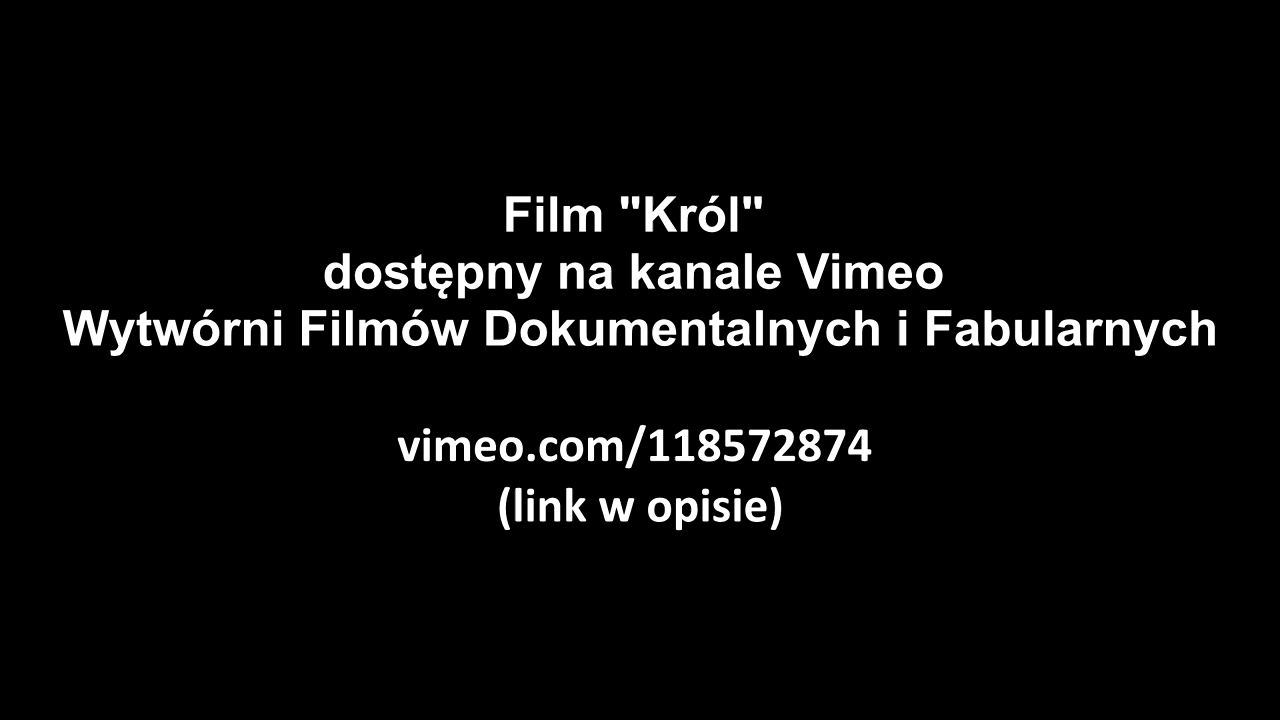 Film "Król"
dostępny na kanale Vimeo
Wytwórni Filmów Dokumentalnych i Fabularnych
vimeo.com/118572874
(link w opisie)